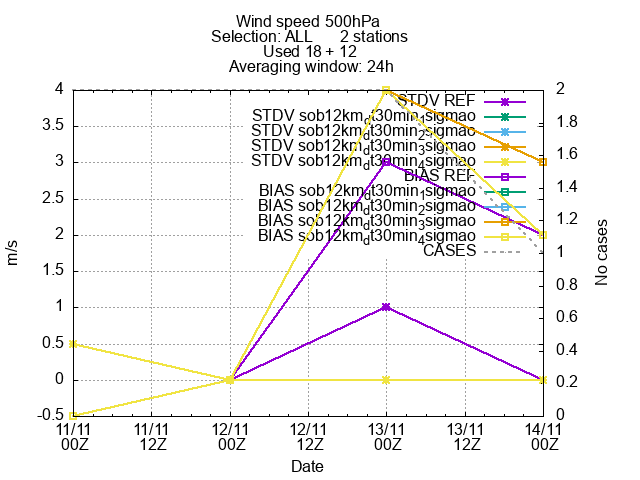 Wind speed 500hPa
Selection: ALL 2 stations
Used 18 + 12
Averaging window: 24h
STDV REF
STDV sob12km_dt30min_1sigmao
STDV sob12km_dt30min_2sigmao
STDV sob12km_dt30min_3sigmao
STDV sob12km_dt30min_4sigmao
BIAS REF
BIAS sob12km_dt30min_1sigmao
BIAS sob12km_dt30min_2sigmao
BIAS sob12km_dt30min_3sigmao
BIAS sob12km_dt30min_4sigmao
CASES
4
3.5
3
2.5
2
1.5
1
0.5
0
-0.5
m/s
2
1.8
1.6
1.4
1.2
1
0.8
0.6
0.4
0.2
0
No cases
11/11 11/11 12/11 12/11 13/11 13/11 14/11
00Z 12Z 00Z 12Z 00Z 12Z 00Z
Date